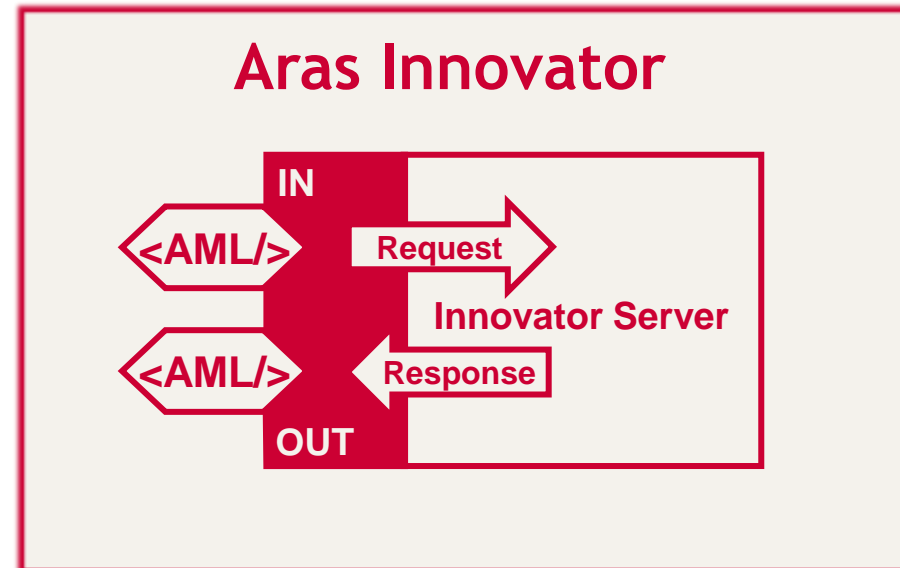 Aras Innovator
IN
<AML/>
Request
Innovator Server
<AML/>
Response
OUT